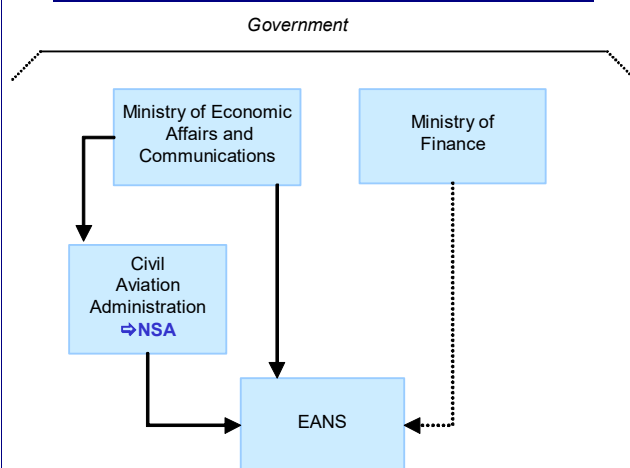 Government
Ministry of Economic
Affairs and
Communications
Ministry of
Finance
Civil
Aviation
Administration
⇨NSA
EANS